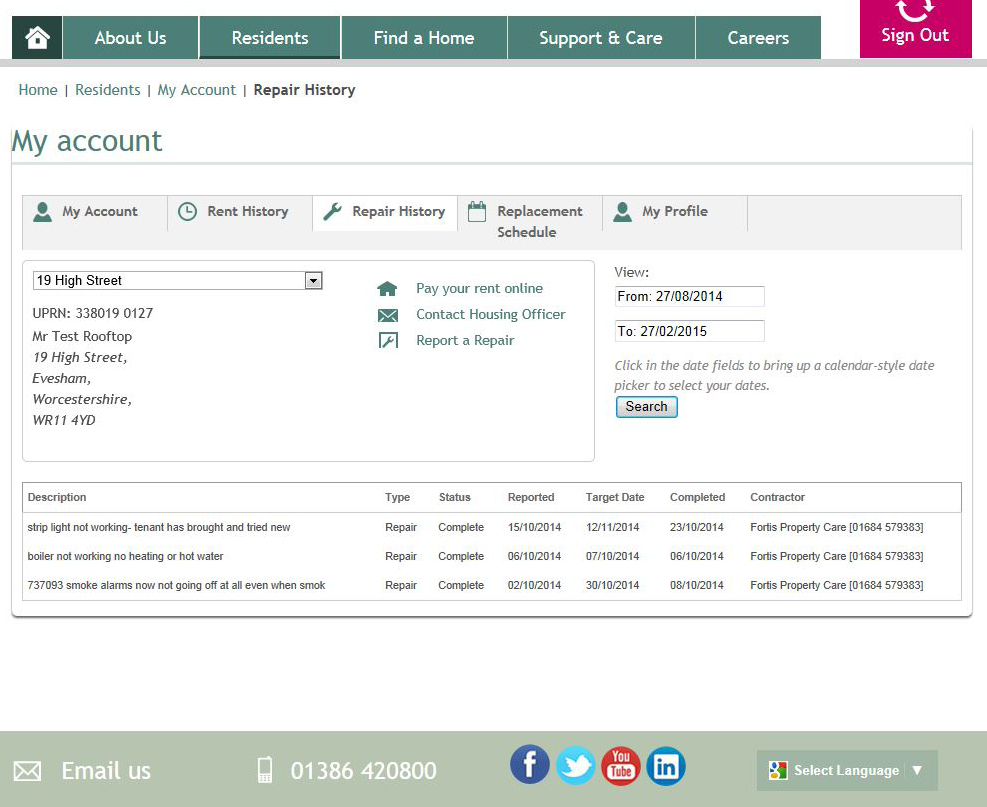 About Us Residents Find a Home Support & Care Careers Sign Out
Home | Residents | My Account | Repair History
My account
My Account Rent History Repair History Replacement Schedule My Profile
19 High Street
UPRN: 338019 0127
Mr Test Rooftop
19 High Street,
Evesham,
Worcestershire,
WR11 4YD
Pay your rent online
Contact Housing Officer
Report a Repair
View:
From: 27/08/2014
To: 27/02/2015
Click in the date fields to bring up a calendar-style date
picker to select your dates.
Search
Description Type Status Reported Target Date Completed Contractor
strip light not working- tenant has brought and tried new Repair Complete 15/10/2014 12/11/2014 23/10/2014 Fortis Property Care [01684 579383]
boiler not working no heating or hot water Repair Complete 06/10/2014 07/10/2014 06/10/2014 Fortis Property Care [01684 579383]
737093 smoke alarms now not going off at all even when smok Repair Complete 02/10/2014 30/10/2014 08/10/2014 Fortis Property Care [01684 579383]
Email us 01386 420800 f You Tube in Select Language